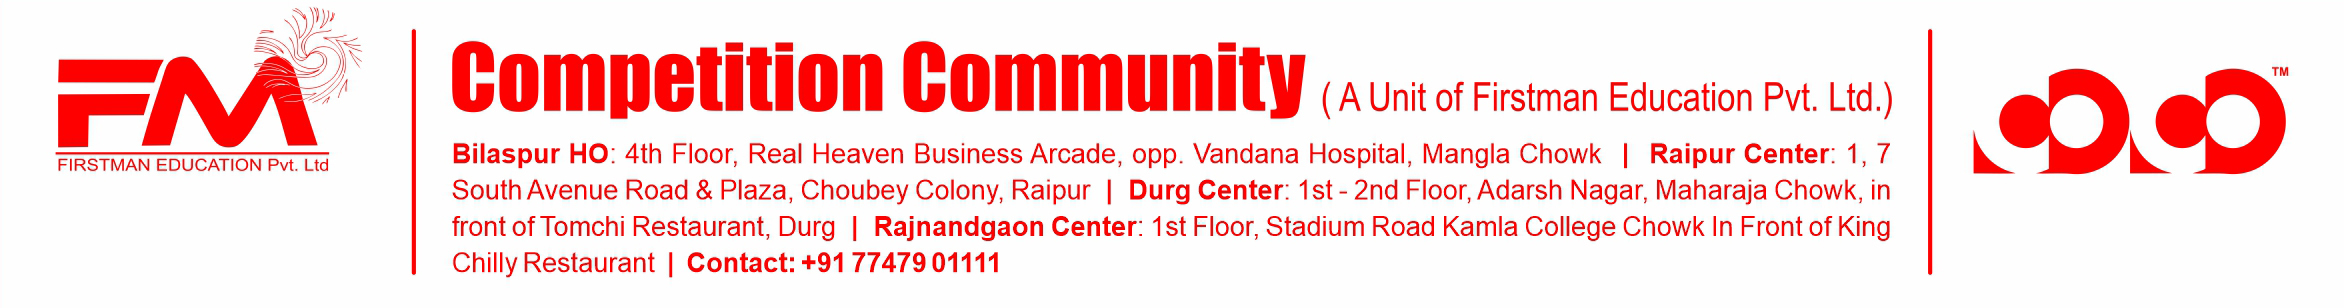 FM
FIRSTMAN EDUCATION Pvt. Ltd
Competition Community ( A Unit of Firstman Education Pvt. Ltd.)
Bilaspur HO: 4th Floor, Real Heaven Business Arcade, opp. Vandana Hospital, Mangla Chowk | Raipur Center: 1, 7
South Avenue Road & Plaza, Choubey Colony, Raipur | Durg Center: 1st - 2nd Floor, Adarsh Nagar, Maharaja Chowk, in
front of Tomchi Restaurant, Durg | Rajnandgaon Center: 1st Floor, Stadium Road Kamla College Chowk In Front of King
Chilly Restaurant | Contact: +91 77479 01111
TM